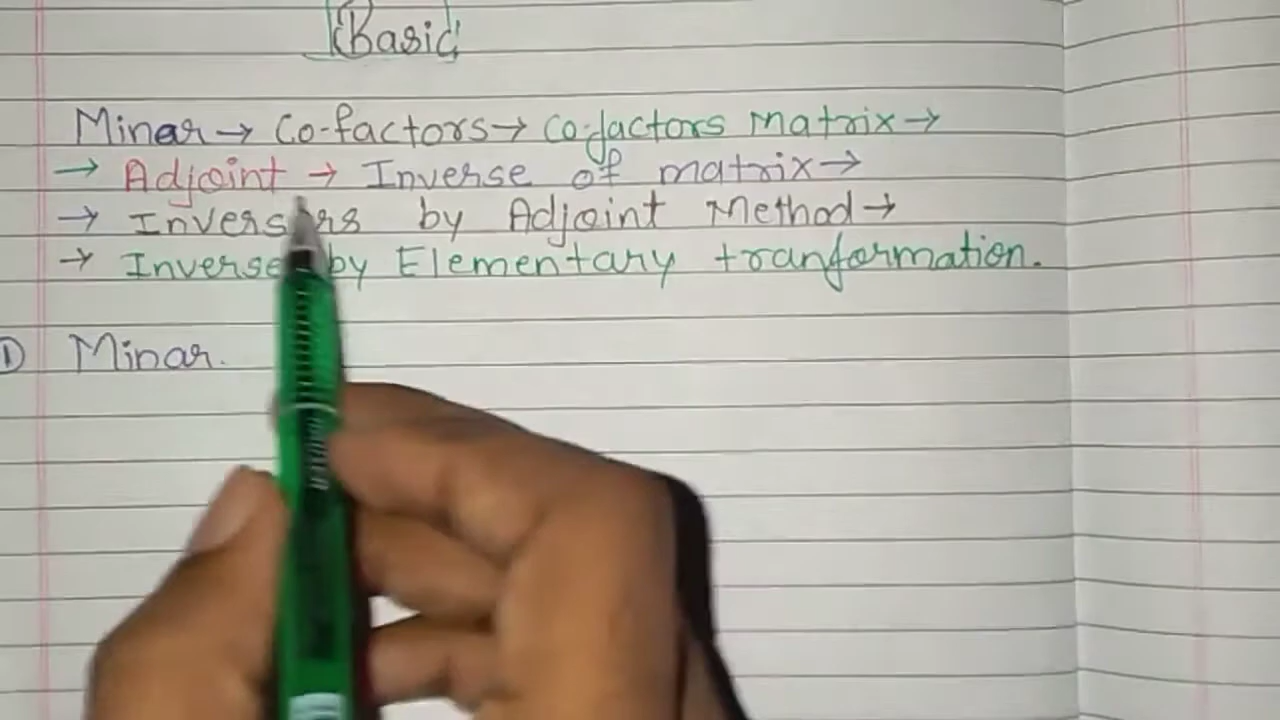 Basic
Minar → Co-factors → Co-factors Matrix →
→ Adjoint → Inverse of matrix →
→ by Adjoint Method →
→ Inverse by Elementary tranformation.
① Minar.